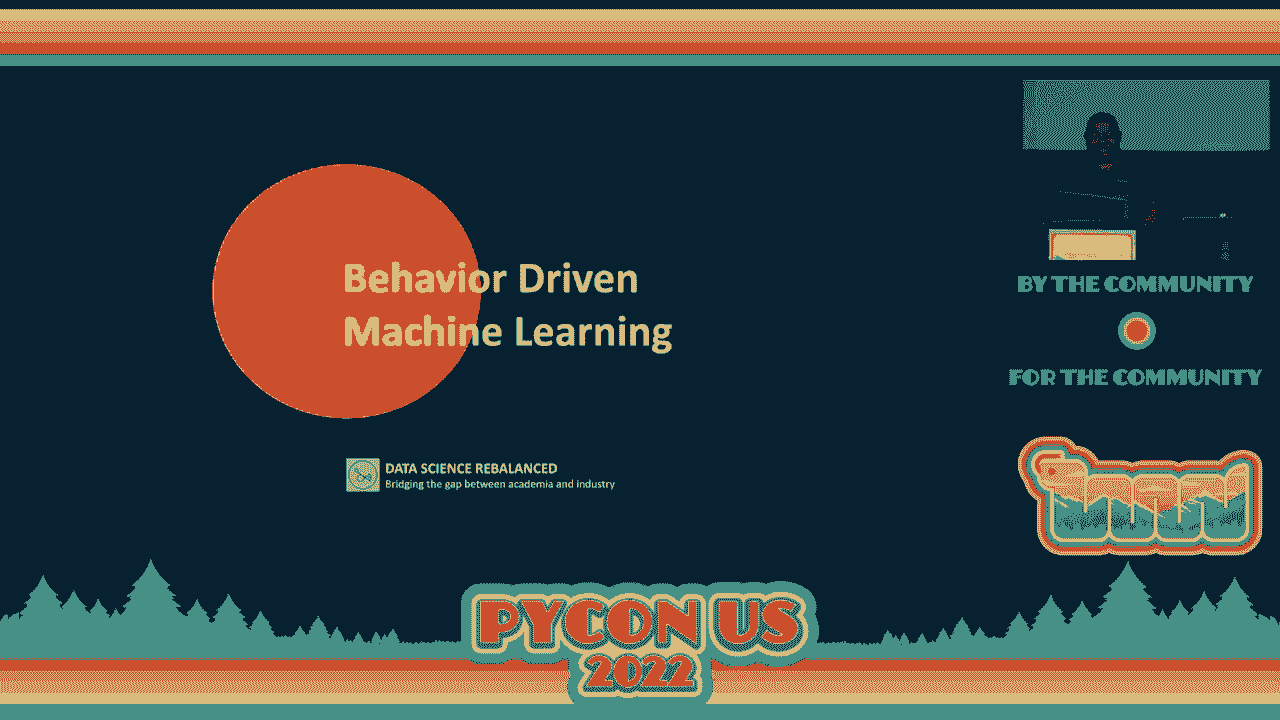 Behavior Driven
Machine Learning
DATA SCIENCE REBALANCED
Bridging the gap between academia and industry
BY THE COMMUNITY
FOR THE COMMUNITY
PYCON US
2022